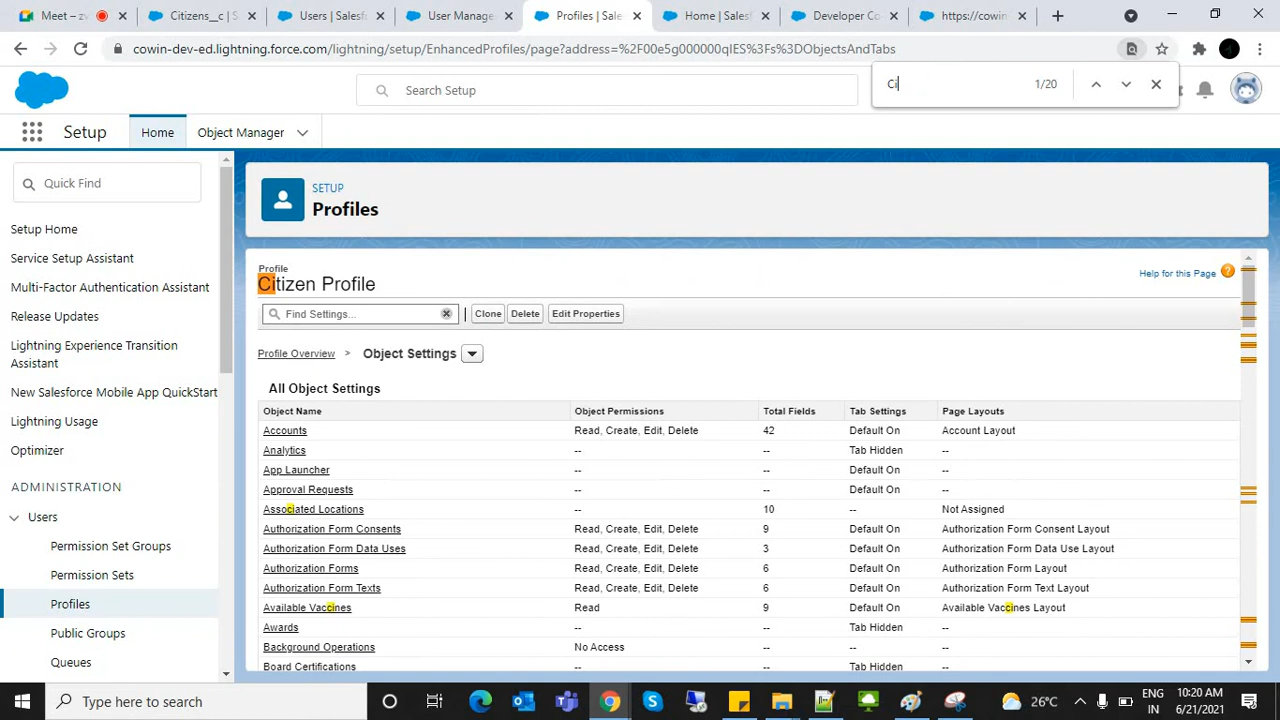 Meet – zv
Citizens__c | S
Users | Salesf
User Manage
Profiles | Sale
Home | Salesf
Developer Co
https://cowin
cowin-dev-ed.lightning.force.com/lightning/setup/EnhancedProfiles/page?address=%2F00e5g000000qIES%3Fs%3DObjectsAndTabs
Search Setup
Ci
1/20
Setup
Home
Object Manager
Quick Find
Setup Home
Service Setup Assistant
Multi-Factor Authentication Assistant
Release Updates
Lightning Experience Transition
Assistant
New Salesforce Mobile App QuickStart
Lightning Usage
Optimizer
ADMINISTRATION
Users
Permission Set Groups
Permission Sets
Profiles
Public Groups
Queues
SETUP
Profiles
Profile
Citizen Profile
Help for this Page
Find Settings...
Clone
Delete
Edit Properties
Profile Overview > Object Settings
All Object Settings
Object Name Object Permissions Total Fields Tab Settings Page Layouts
Accounts Read, Create, Edit, Delete 42 Default On Account Layout
Analytics -- -- Tab Hidden --
App Launcher -- -- Default On --
Approval Requests -- -- Default On --
Associated Locations -- 10 -- Not Assigned
Authorization Form Consents Read, Create, Edit, Delete 9 Default On Authorization Form Consent Layout
Authorization Form Data Uses Read, Create, Edit, Delete 3 Default On Authorization Form Data Use Layout
Authorization Forms Read, Create, Edit, Delete 6 Default On Authorization Form Layout
Authorization Form Texts Read, Create, Edit, Delete 6 Default On Authorization Form Text Layout
Available Vaccines Read 9 Default On Available Vaccines Layout
Awards -- -- Tab Hidden --
Background Operations No Access -- -- --
Board Certifications -- -- Tab Hidden --
Type here to search
26°C
ENG
IN
10:20 AM
6/21/2021